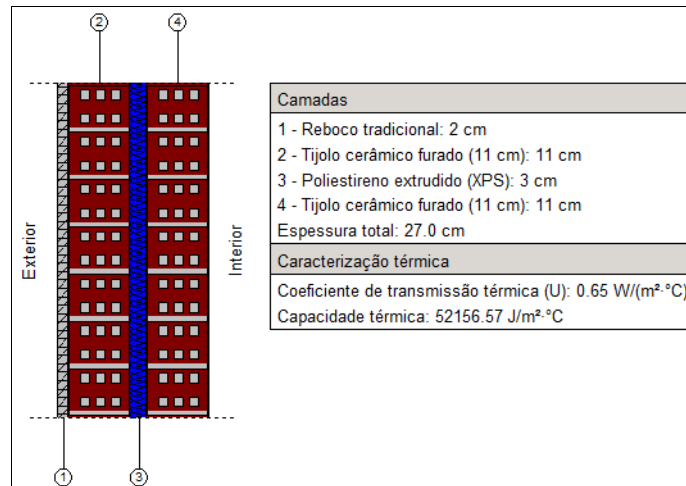 2
4
Exterior
Interior
1
3
Camadas
1 - Reboco tradicional: 2 cm
2 - Tijolo cerâmico furado (11 cm): 11 cm
3 - Poliestireno extrudido (XPS): 3 cm
4 - Tijolo cerâmico furado (11 cm): 11 cm
Espessura total: 27.0 cm
Caracterização térmica
Coeficiente de transmissão térmica (U): 0.65 W/(m²·°C)
Capacidade térmica: 52156.57 J/m²·°C